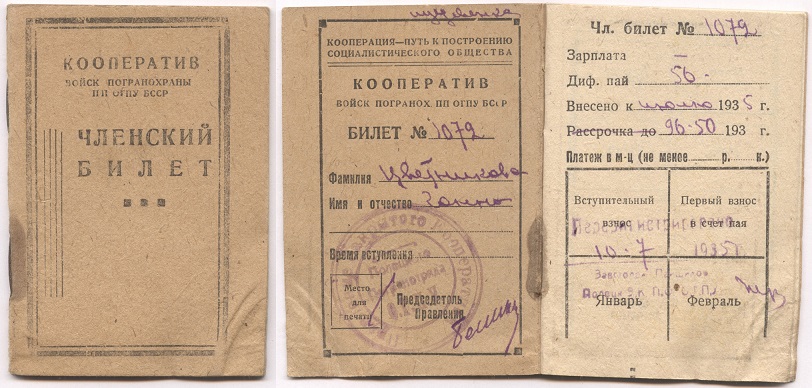 КООПЕРАТИВ
ВОЙСК ПОГРАНОХРАНЫ
ПП ОГПУ БССР
ЧЛЕНСКИЙ
БИЛЕТ
КООПЕРАЦИЯ—ПУТЬ К ПОСТРОЕНИЮ
СОЦИАЛИСТИЧЕСКОГО ОБЩЕСТВА
КООПЕРАТИВ
ВОЙСК ПОГРАНОХ. ПП ОГПУ БССР
БИЛЕТ № 1079
Фамилия Цветникова
Имя и отчество
Время вступления
Место
для
печати
Председатель
Правления
Чл. билет № 1079
Зарплата —
Диф. пай 56-
Внесено к 1935 г.
Рассрочка до 96-50 193 г.
Платеж в м-ц (не менее р. к.)
Вступительный
взнос
10-7
Январь
Первый взнос
в счет пая
1935
Февраль